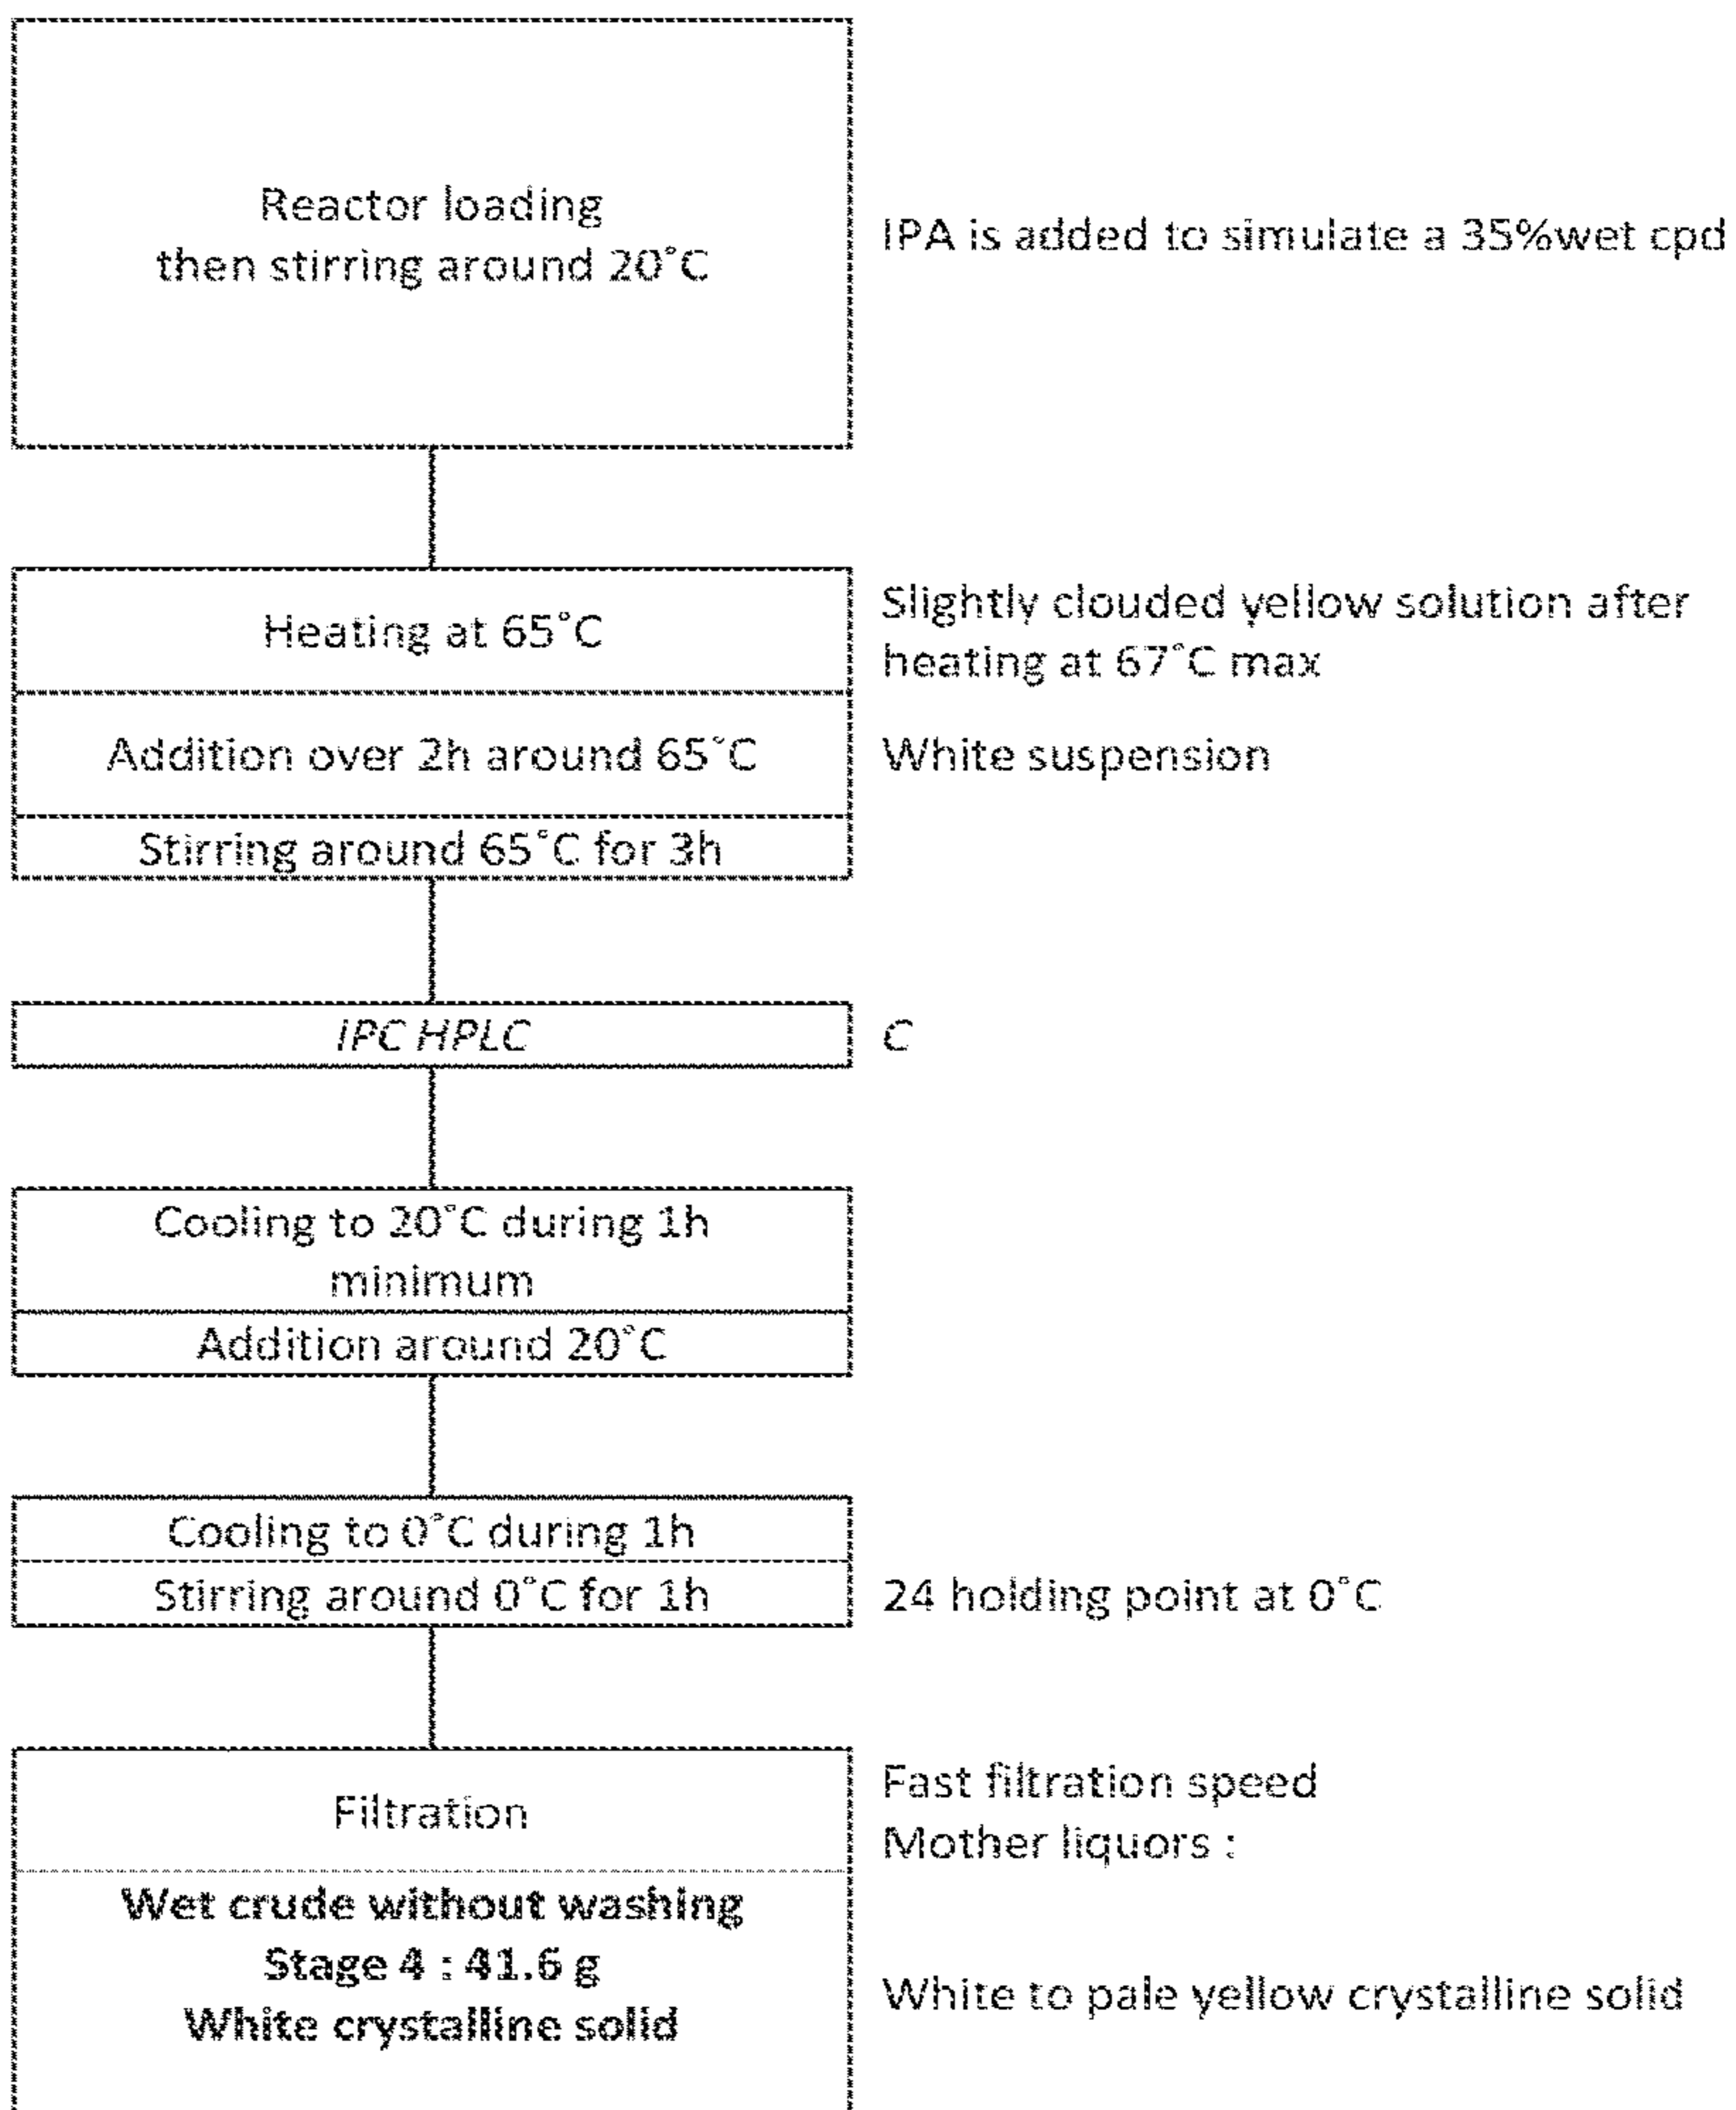 Reactor loading
then stirring around 20°C
IPA is added to simulate a 35%wet cpd
Heating at 65°C
Slightly clouded yellow solution after
heating at 67°C max
Addition over 2h around 65°C
White suspension
Stirring around 65°C for 3h
IPC HPLC
C
Cooling to 20°C during 1h
minimum
Addition around 20°C
Cooling to 0°C during 1h
Stirring around 0°C for 1h
24 holding point at 0°C
Filtration
Fast filtration speed
Mother liquors :
Wet crude without washing
Stage 4 : 41.6 g
White crystalline solid
White to pale yellow crystalline solid